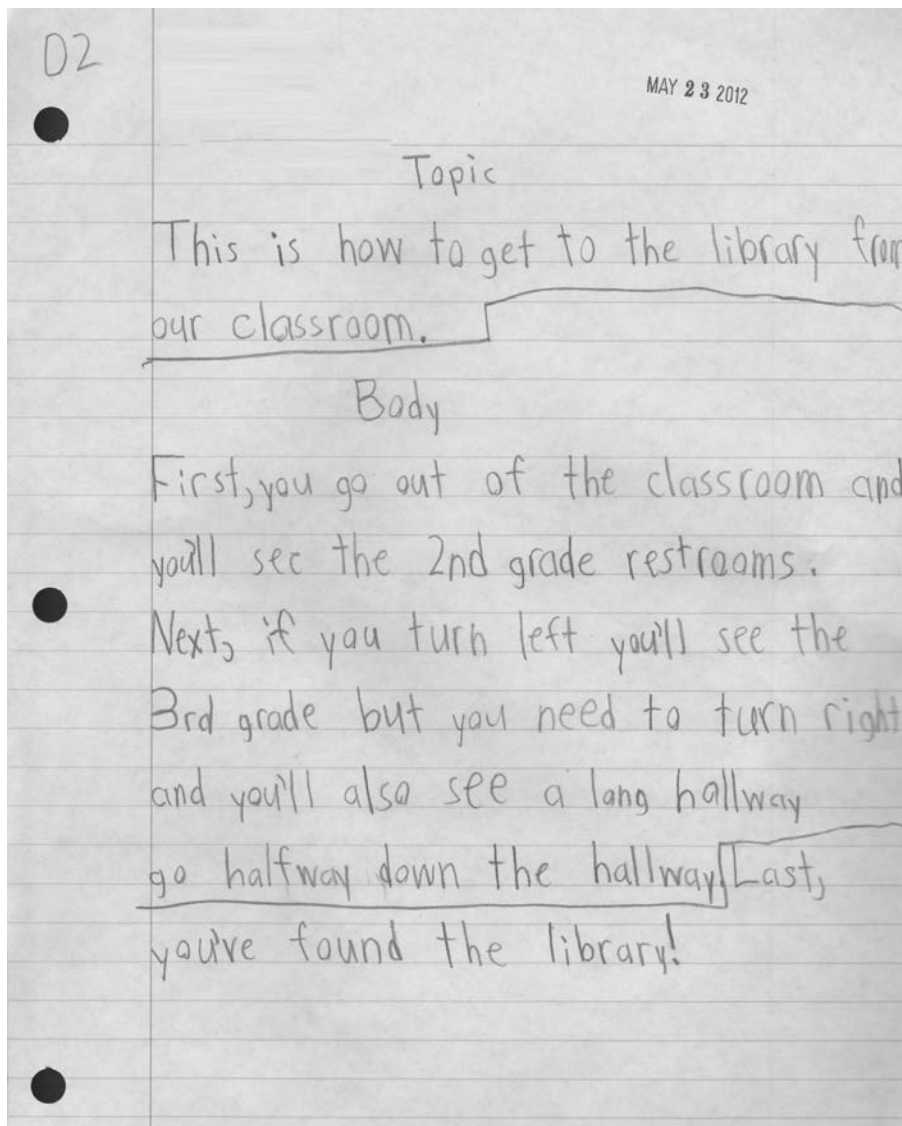 D2
MAY 23 2012
Topic
This is how to get to the library from
our classroom.
Body
First, you go out of the classroom and
you'll see the 2nd grade restrooms.
Next, if you turn left you'll see the
3rd grade but you need to turn right
and you'll also see a long hallway
go halfway down the hallway. Last,
you've found the library!